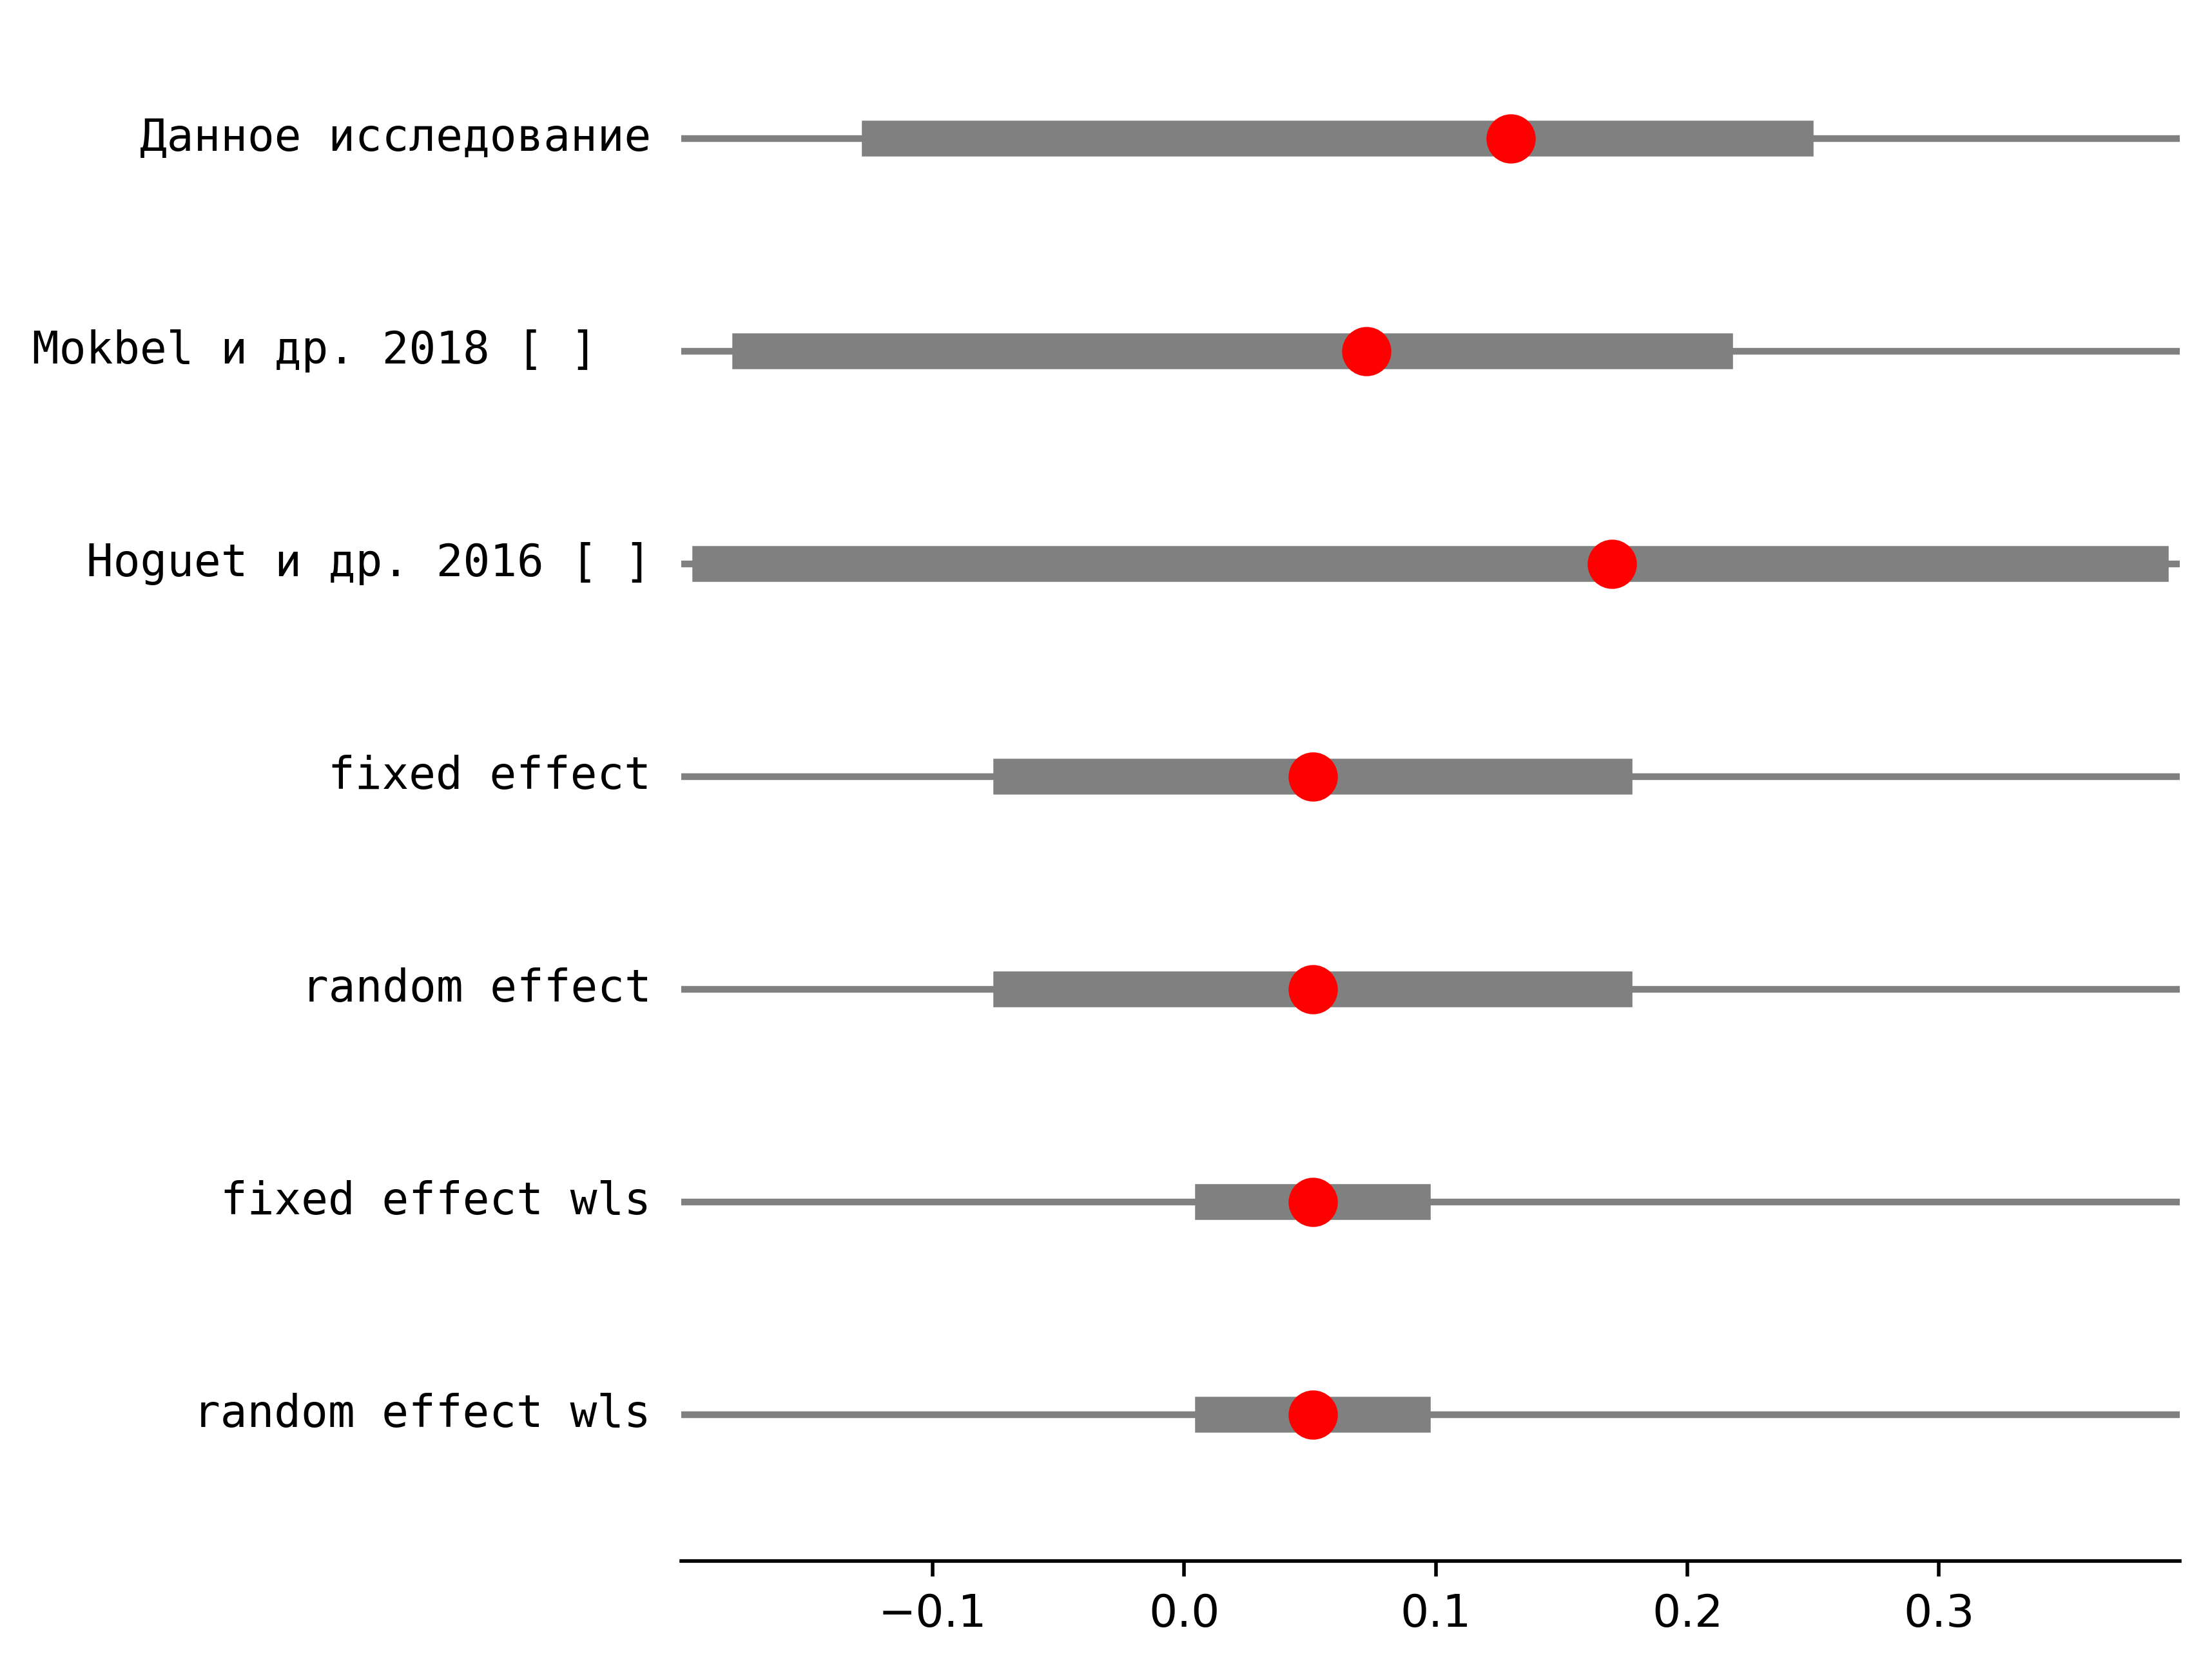 Данное исследование
Mokbel и др. 2018 [ ]
Hoguet и др. 2016 [ ]
fixed effect
random effect
fixed effect wls
random effect wls
−0.1 0.0 0.1 0.2 0.3